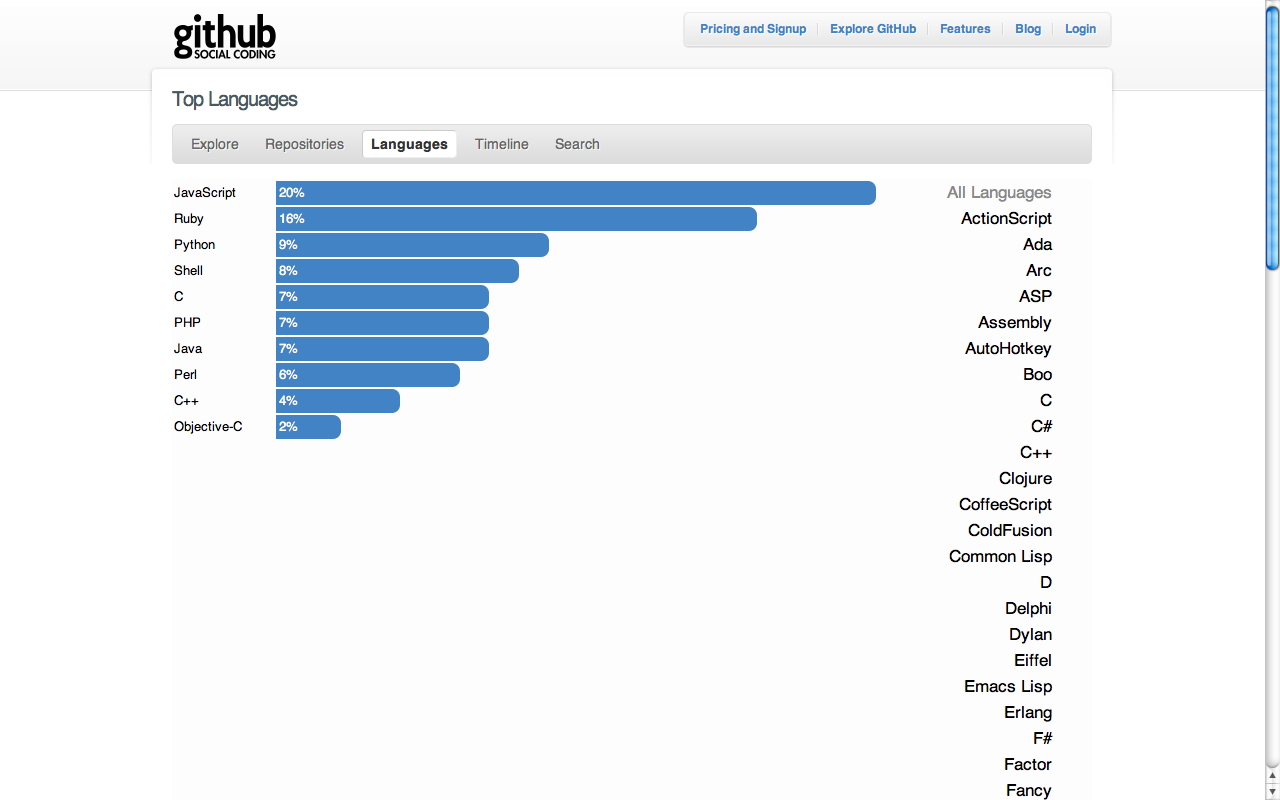 github
SOCIAL CODING
Pricing and Signup
Explore GitHub
Features
Blog
Login
Top Languages
Explore
Repositories
Languages
Timeline
Search
JavaScript 20%
Ruby 16%
Python 9%
Shell 8%
C 7%
PHP 7%
Java 7%
Perl 6%
C++ 4%
Objective-C 2%
All Languages
ActionScript
Ada
Arc
ASP
Assembly
AutoHotkey
Boo
C
C#
C++
Clojure
CoffeeScript
ColdFusion
Common Lisp
D
Delphi
Dylan
Eiffel
Emacs Lisp
Erlang
F#
Factor
Fancy